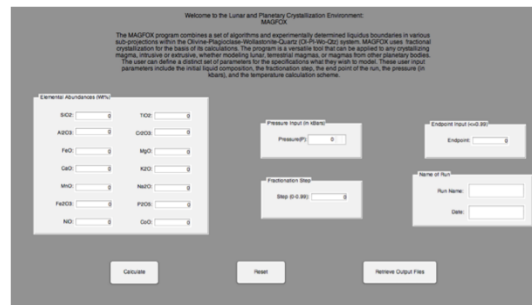 Welcome to the Lunar and Planetary Crystallization Environment:
MAGFOX
The MAGFOX program combines a set of algorithms and experimentally determined liquidus boundaries in various
sub-projections within the Olivine-Plagioclase-Wollastonite-Quartz (Ol-Pl-Wo-Qtz) system. MAGFOX uses fractional
crystallization for the basis of its calculations. The program is a versatile tool that can be applied to any crystallizing
magma, intrusive or extrusive, whether modeling lunar, terrestrial magmas, or magmas from other planetary bodies.
The user can define a distinct set of parameters for the specifications what they wish to model. These user input
parameters include the initial liquid composition, the fractionation step, the end point of the run, the pressure (in
kbars), and the temperature calculation scheme.
Elemental Abundances (Wt%)
SiO2: 0 TiO2: 0
Al2O3: 0 Cr2O3: 0
FeO: 0 MgO: 0
CaO: 0 K2O: 0
MnO: 0 Na2O: 0
Fe2O3: 0 P2O5: 0
NiO: 0 CoO: 0
Pressure Input (in kBars)
Pressure(P): 0
Fractionation Step
Step (0-0.99): 0
Endpoint Input (<=0.99)
Endpoint: 0
Name of Run
Run Name:
Date:
Calculate Reset Retrieve Output Files